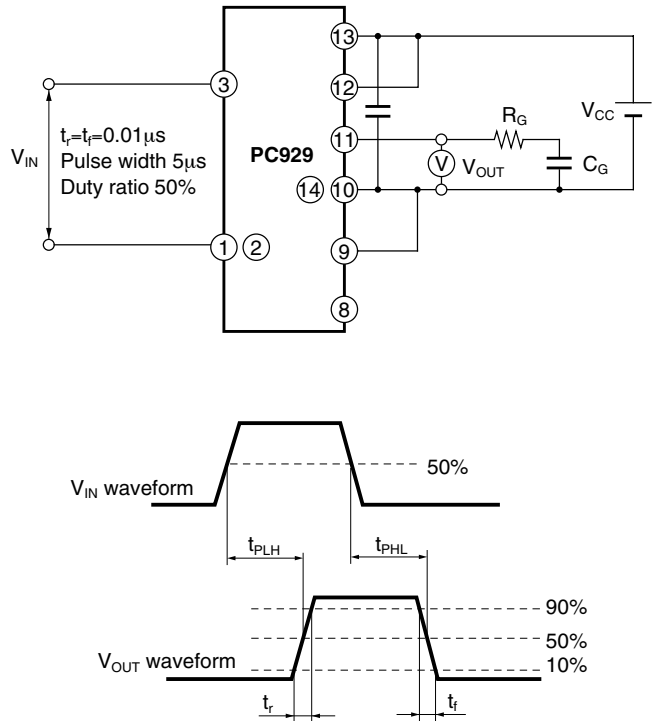 13
12
3
V_CC
R_G
t_r=t_f=0.01μs
11
V_IN
Pulse width 5μs
PC929
V
V_OUT
C_G
Duty ratio 50%
14
10
1
2
9
8
50%
V_IN waveform
t_PLH
t_PHL
90%
50%
V_OUT waveform
10%
t_r
t_f